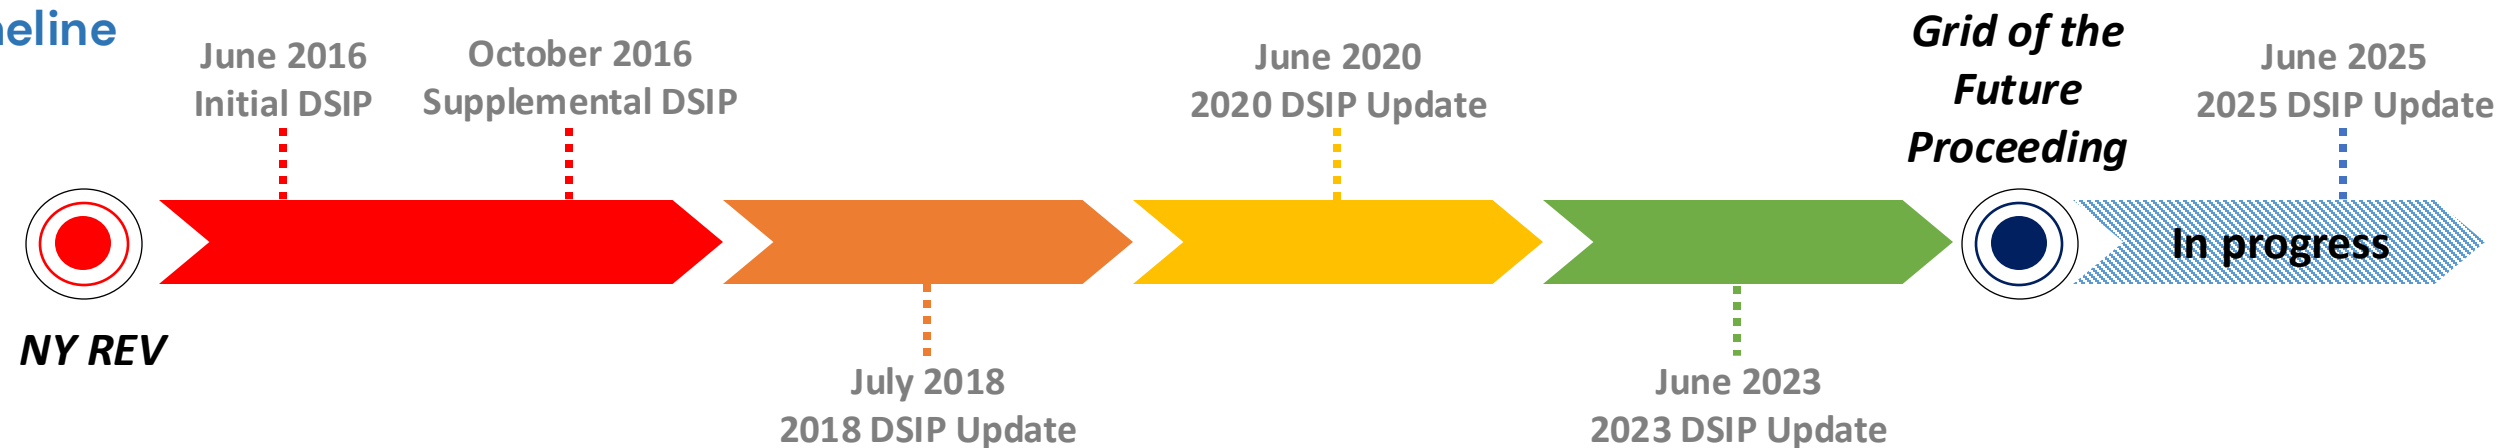 June 2016
Initial DSIP
October 2016
Supplemental DSIP
June 2020
2020 DSIP Update
Grid of the
Future
Proceeding
June 2025
2025 DSIP Update
In progress
NY REV
July 2018
2018 DSIP Update
June 2023
2023 DSIP Update